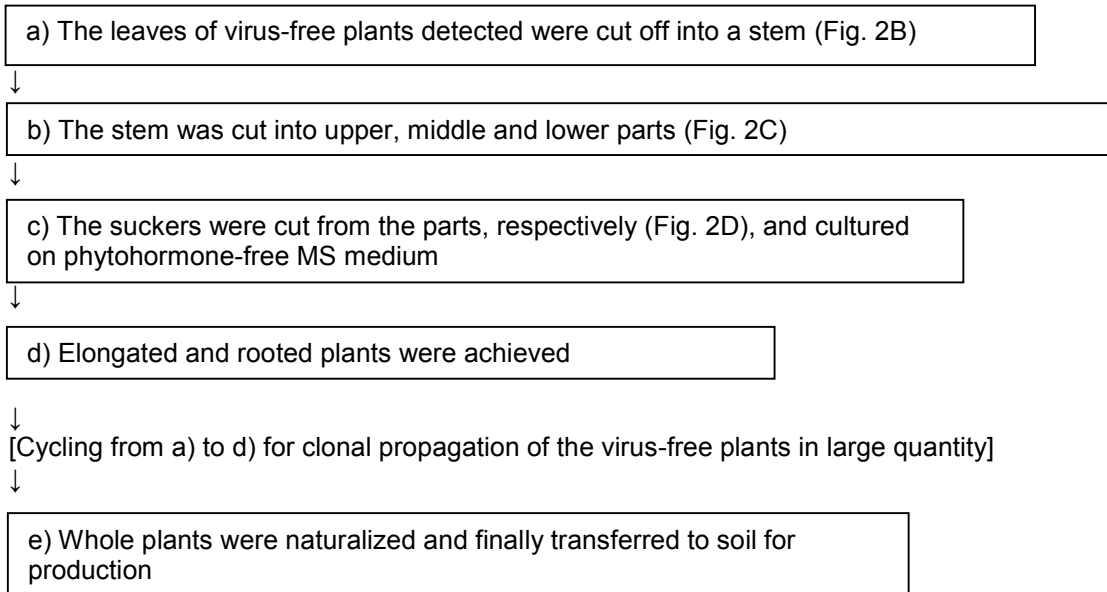 a) The leaves of virus-free plants detected were cut off into a stem (Fig. 2B)
↓
b) The stem was cut into upper, middle and lower parts (Fig. 2C)
↓
c) The suckers were cut from the parts, respectively (Fig. 2D), and cultured
on phytohormone-free MS medium
↓
d) Elongated and rooted plants were achieved
↓
[Cycling from a) to d) for clonal propagation of the virus-free plants in large quantity]
↓
e) Whole plants were naturalized and finally transferred to soil for
production